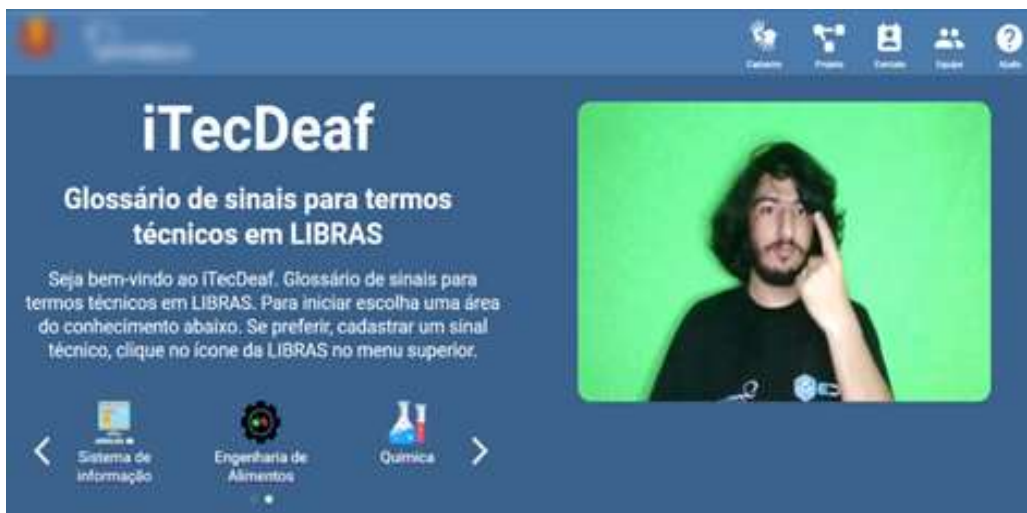 Cadastro
Projeto
Contato
Equipe
Ajuda
iTecDeaf
Glossário de sinais para termos
técnicos em LIBRAS
Seja bem-vindo ao iTecDeaf. Glossário de sinais para
termos técnicos em LIBRAS. Para iniciar escolha uma área
do conhecimento abaixo. Se preferir, cadastrar um sinal
técnico, clique no ícone da LIBRAS no menu superior.
Sistema de
informação
Engenharia de
Alimentos
Química